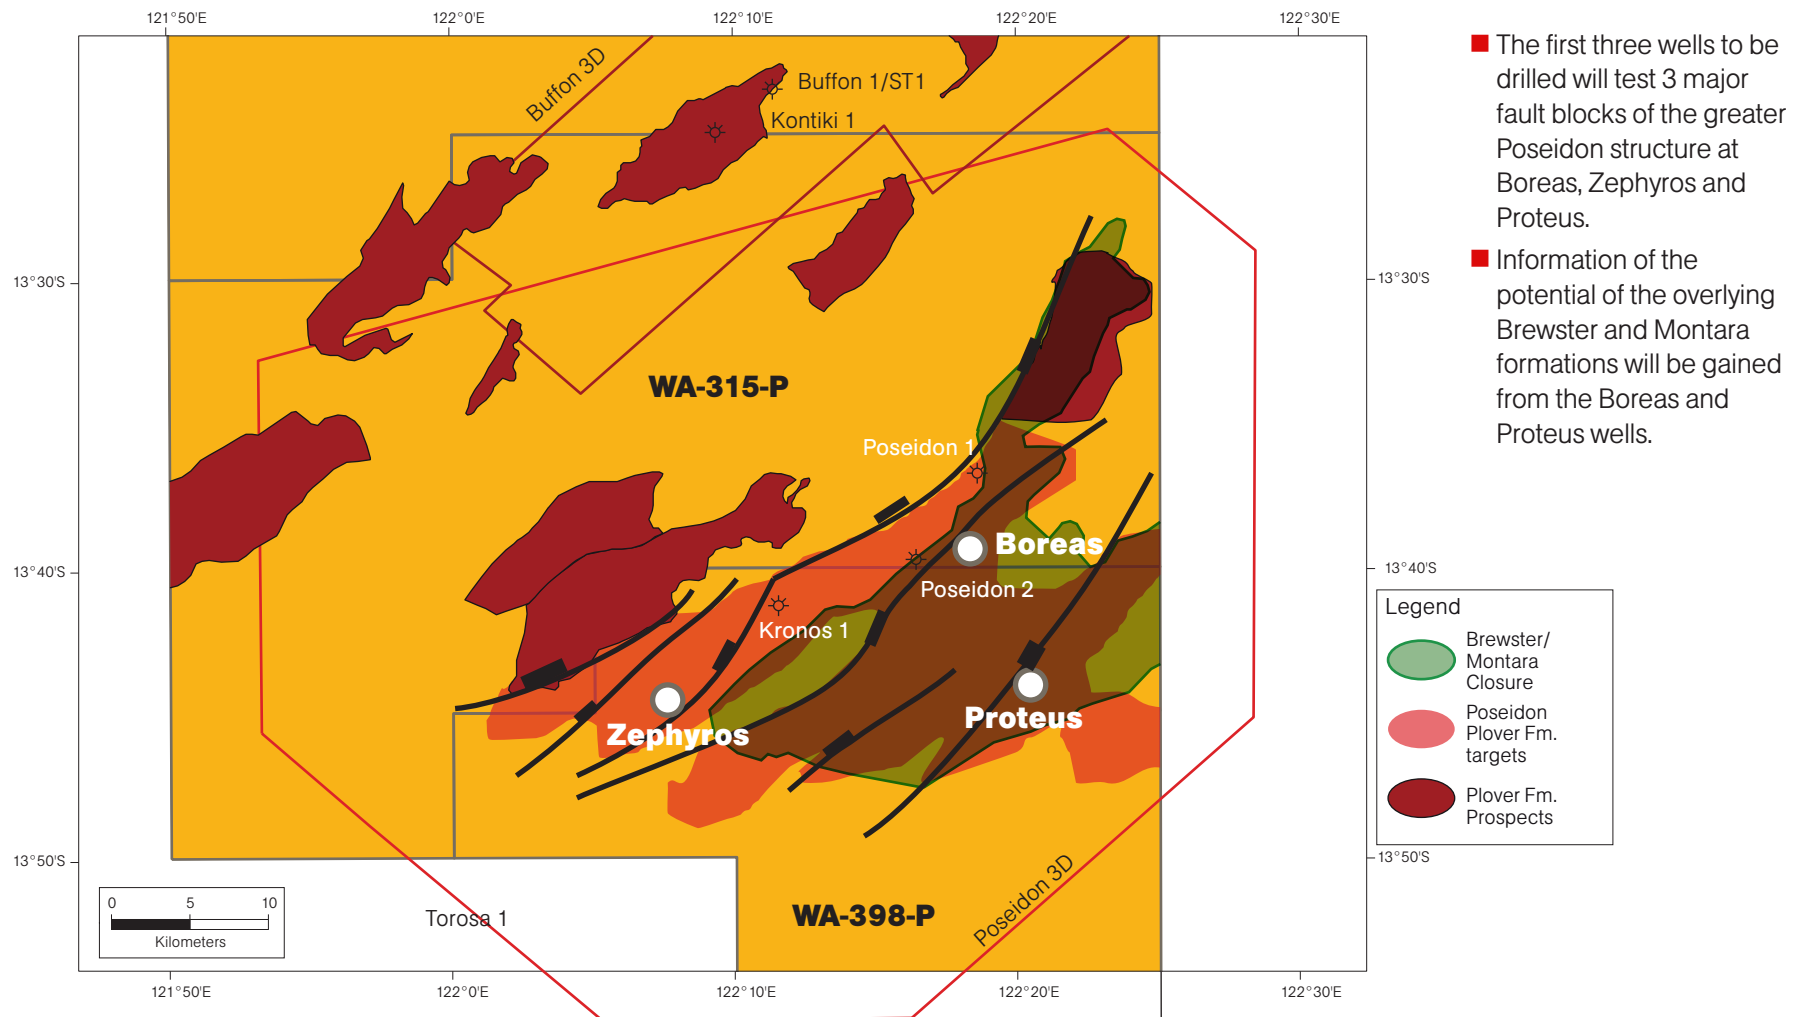 121°50'E
122°0'E
122°10'E
122°20'E
122°30'E
Buffon 3D
Buffon 1/ST1
Kontiki 1
13°30'S
13°30'S
WA-315-P
Poseidon 1
Boreas
13°40'S
13°40'S
Poseidon 2
Kronos 1
Zephyros
Proteus
13°50'S
13°50'S
Poseidon 3D
WA-398-P
Torosa 1
0 5 10
Kilometers
121°50'E
122°0'E
122°10'E
122°20'E
122°30'E
The first three wells to be
drilled will test 3 major
fault blocks of the greater
Poseidon structure at
Boreas, Zephyros and
Proteus.
Information of the
potential of the overlying
Brewster and Montara
formations will be gained
from the Boreas and
Proteus wells.
Legend
Brewster/
Montara
Closure
Poseidon
Plover Fm.
targets
Plover Fm.
Prospects